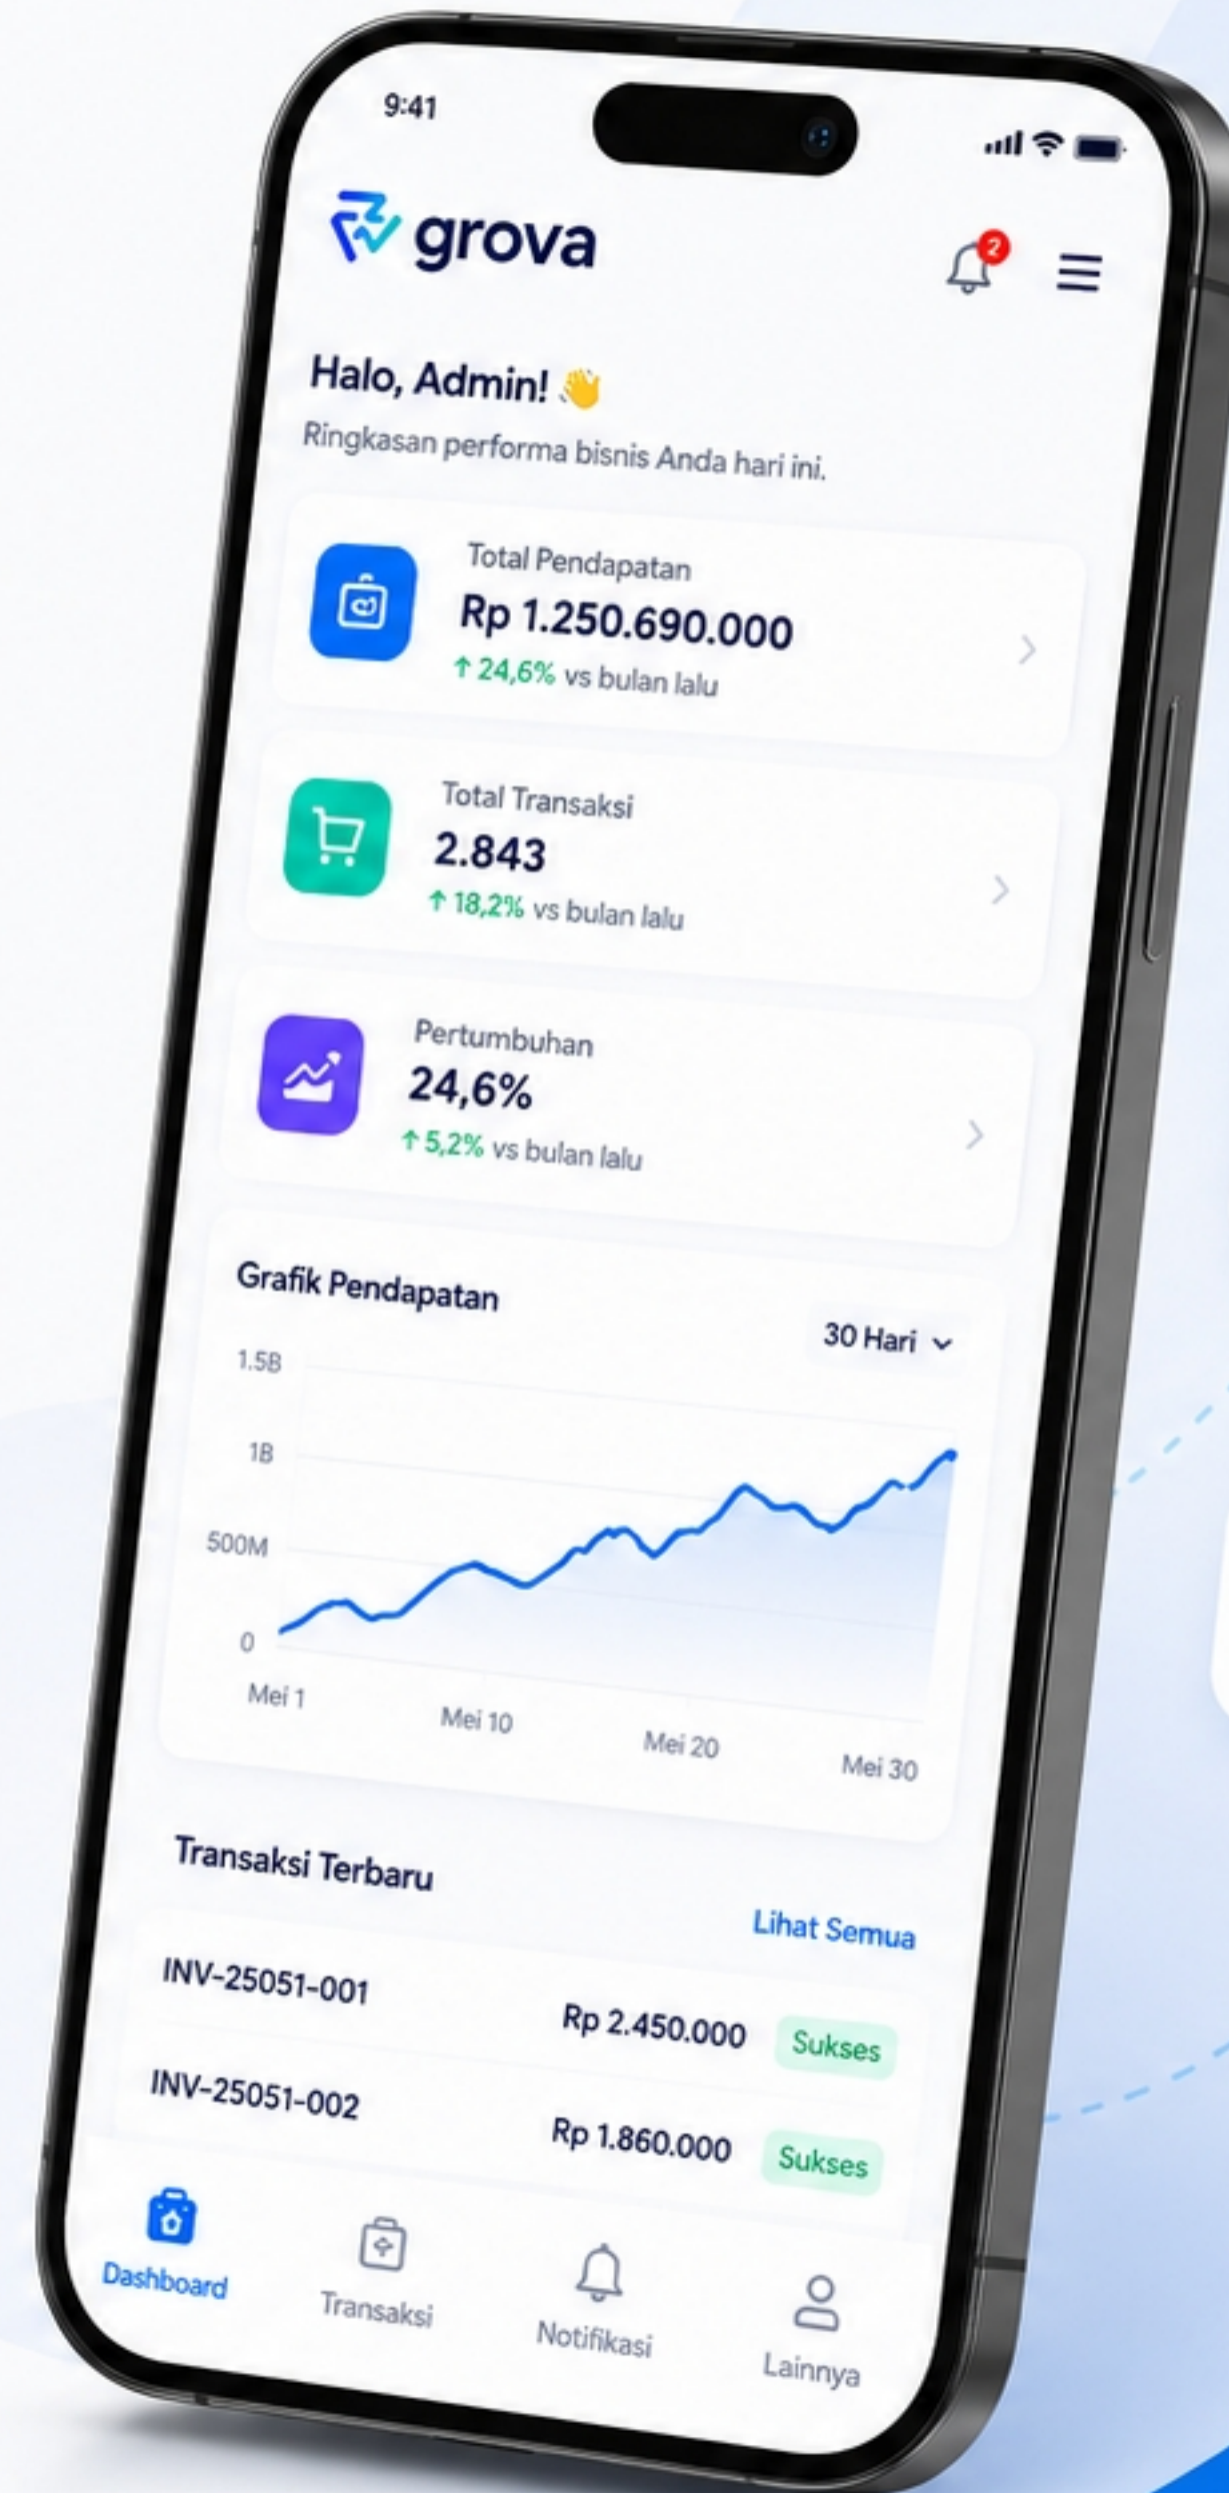 9:41
grova
2
Halo, Admin! 👋
Ringkasan performa bisnis Anda hari ini.
Total Pendapatan
Rp 1.250.690.000
↑ 24,6% vs bulan lalu
Total Transaksi
2.843
↑ 18,2% vs bulan lalu
Pertumbuhan
24,6%
↑ 5,2% vs bulan lalu
Grafik Pendapatan
30 Hari
1.5B
1B
500M
0
Mei 1
Mei 10
Mei 20
Mei 30
Transaksi Terbaru
Lihat Semua
INV-25051-001
Rp 2.450.000
Sukses
INV-25051-002
Rp 1.860.000
Sukses
Dashboard
Transaksi
Notifikasi
Lainnya